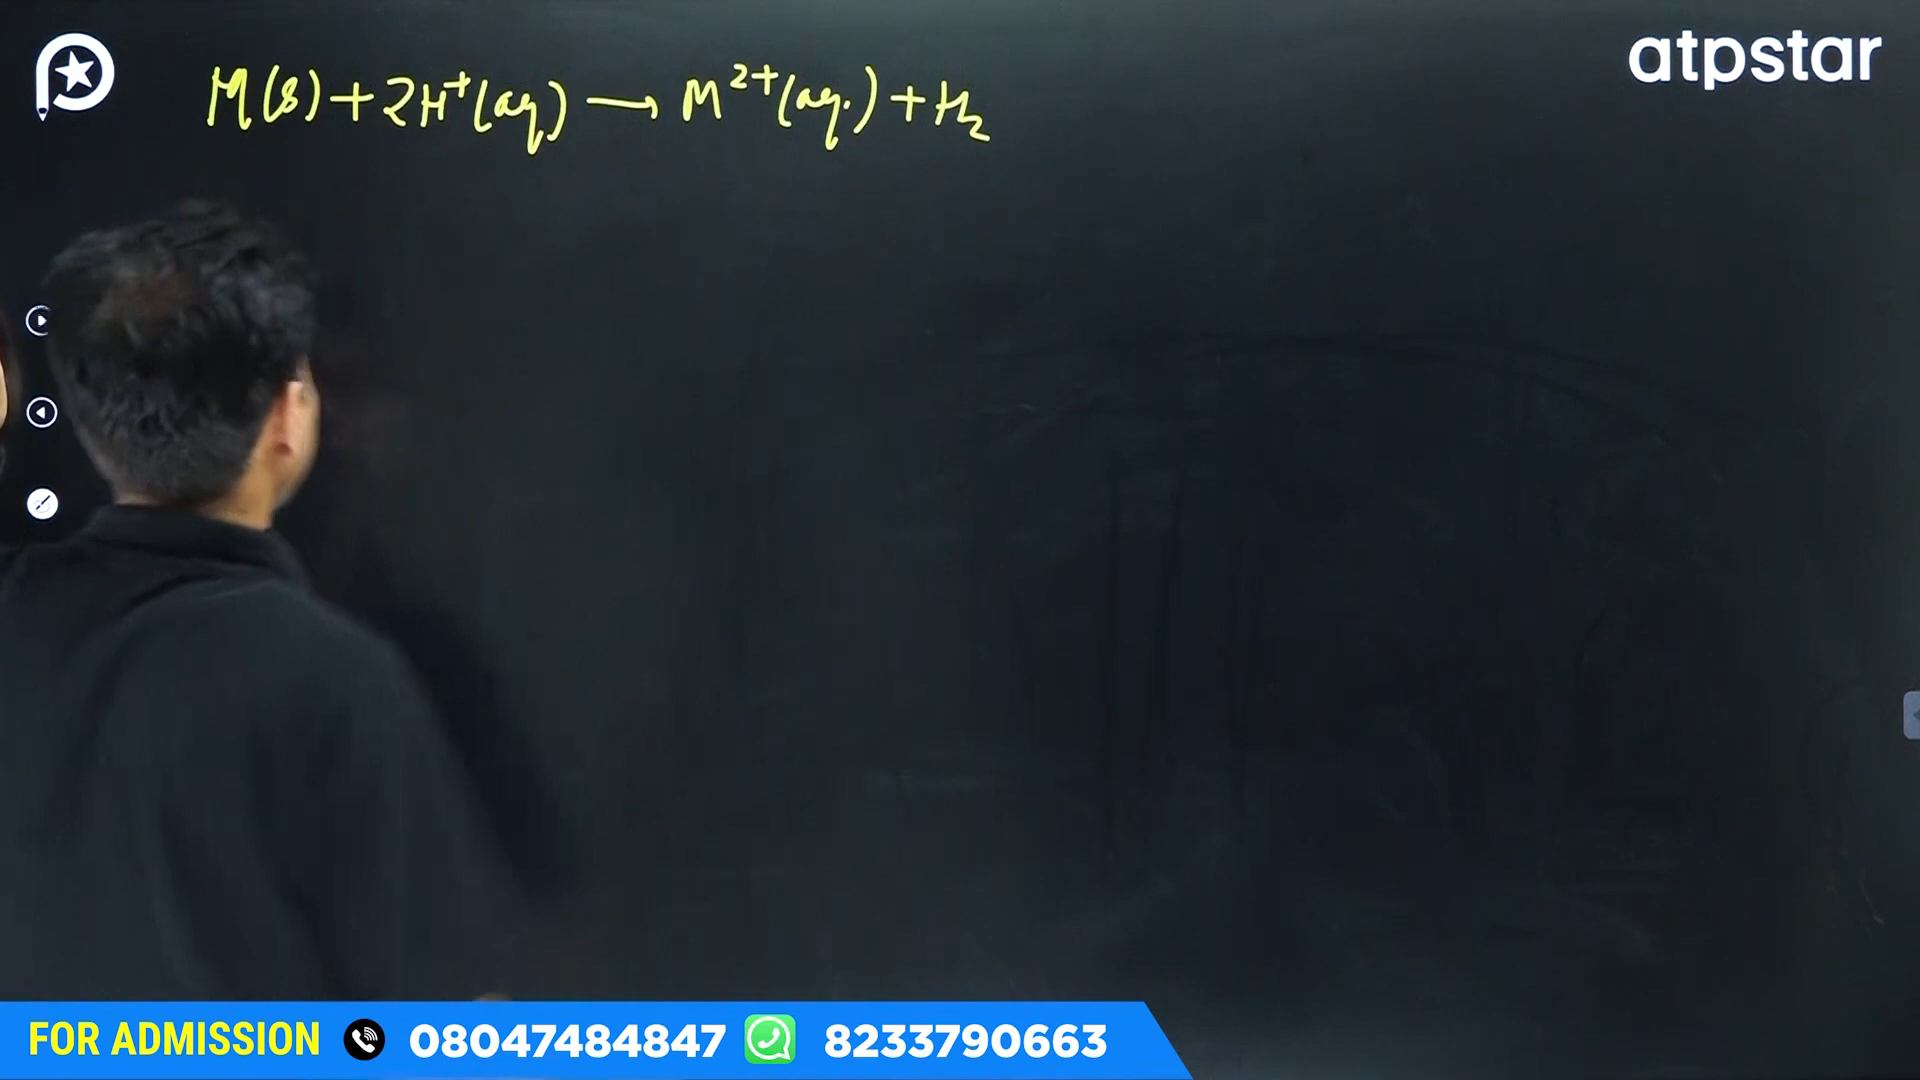 atpstar
M(s) + 2H⁺(aq) ⟶ M²⁺(aq.) + H₂
FOR ADMISSION 08047484847 8233790663